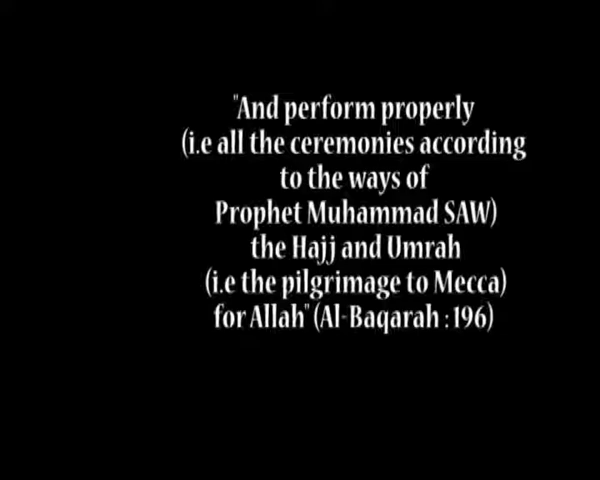 "And perform properly
(i.e all the ceremonies according
to the ways of
Prophet Muhammad SAW)
the Hajj and Umrah
(i.e the pilgrimage to Mecca)
for Allah" (Al-Baqarah : 196)